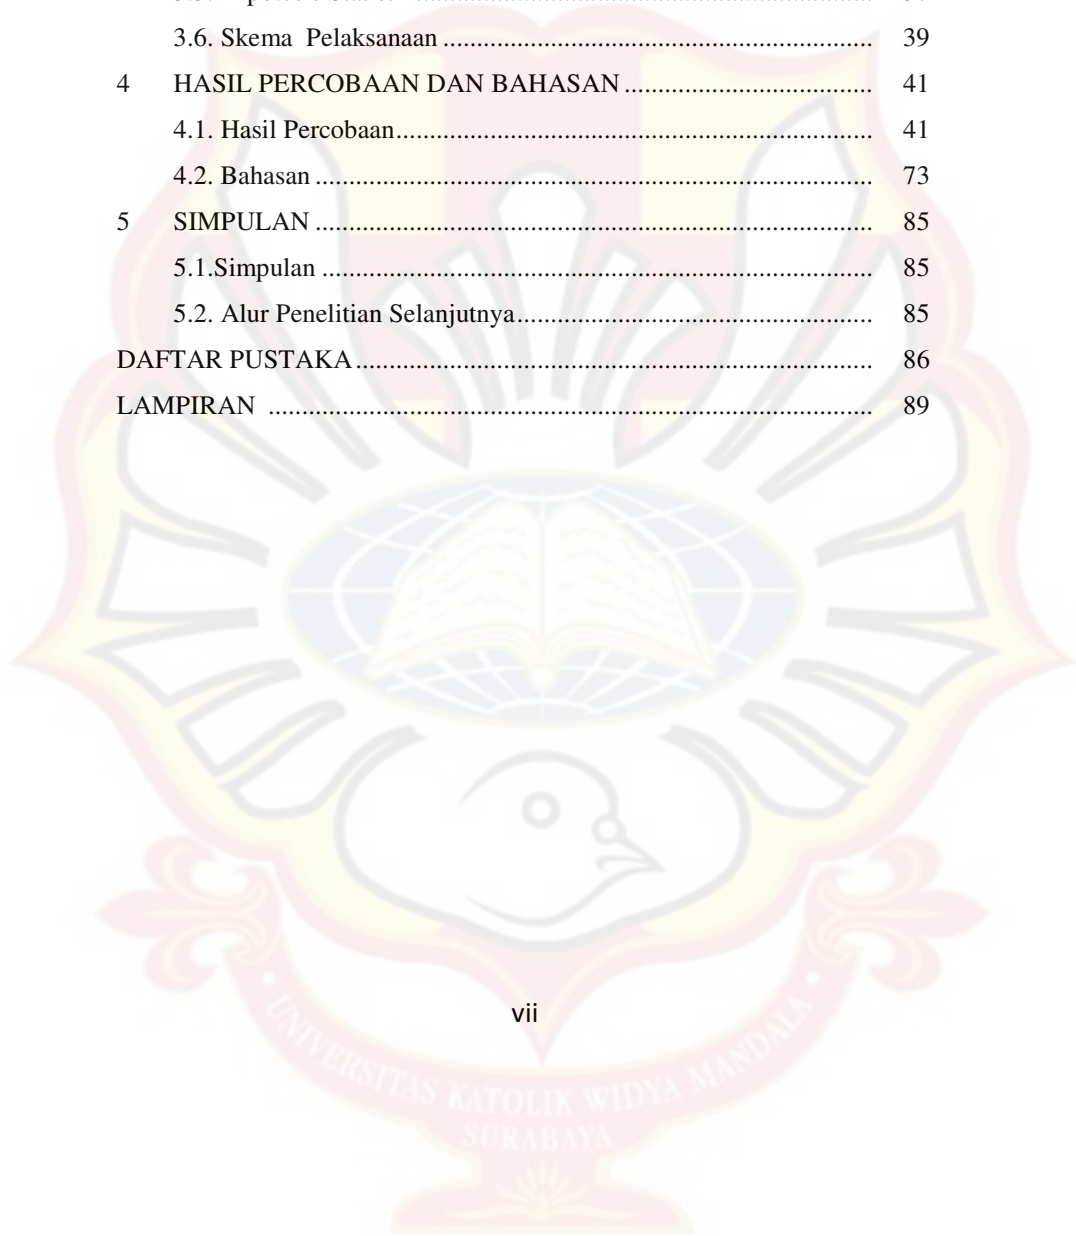 3.6. Skema  Pelaksanaan ................................................................ 39
4 HASIL PERCOBAAN DAN BAHASAN ..................................... 41
4.1. Hasil Percobaan....................................................................... 41
4.2. Bahasan ................................................................................... 73
5 SIMPULAN ................................................................................... 85
5.1.Simpulan .................................................................................. 85
5.2. Alur Penelitian Selanjutnya..................................................... 85
DAFTAR PUSTAKA ............................................................................. 86
LAMPIRAN .......................................................................................... 89
vii
UNIVERSITAS KATOLIK WIDYA MANDALA
SURABAYA